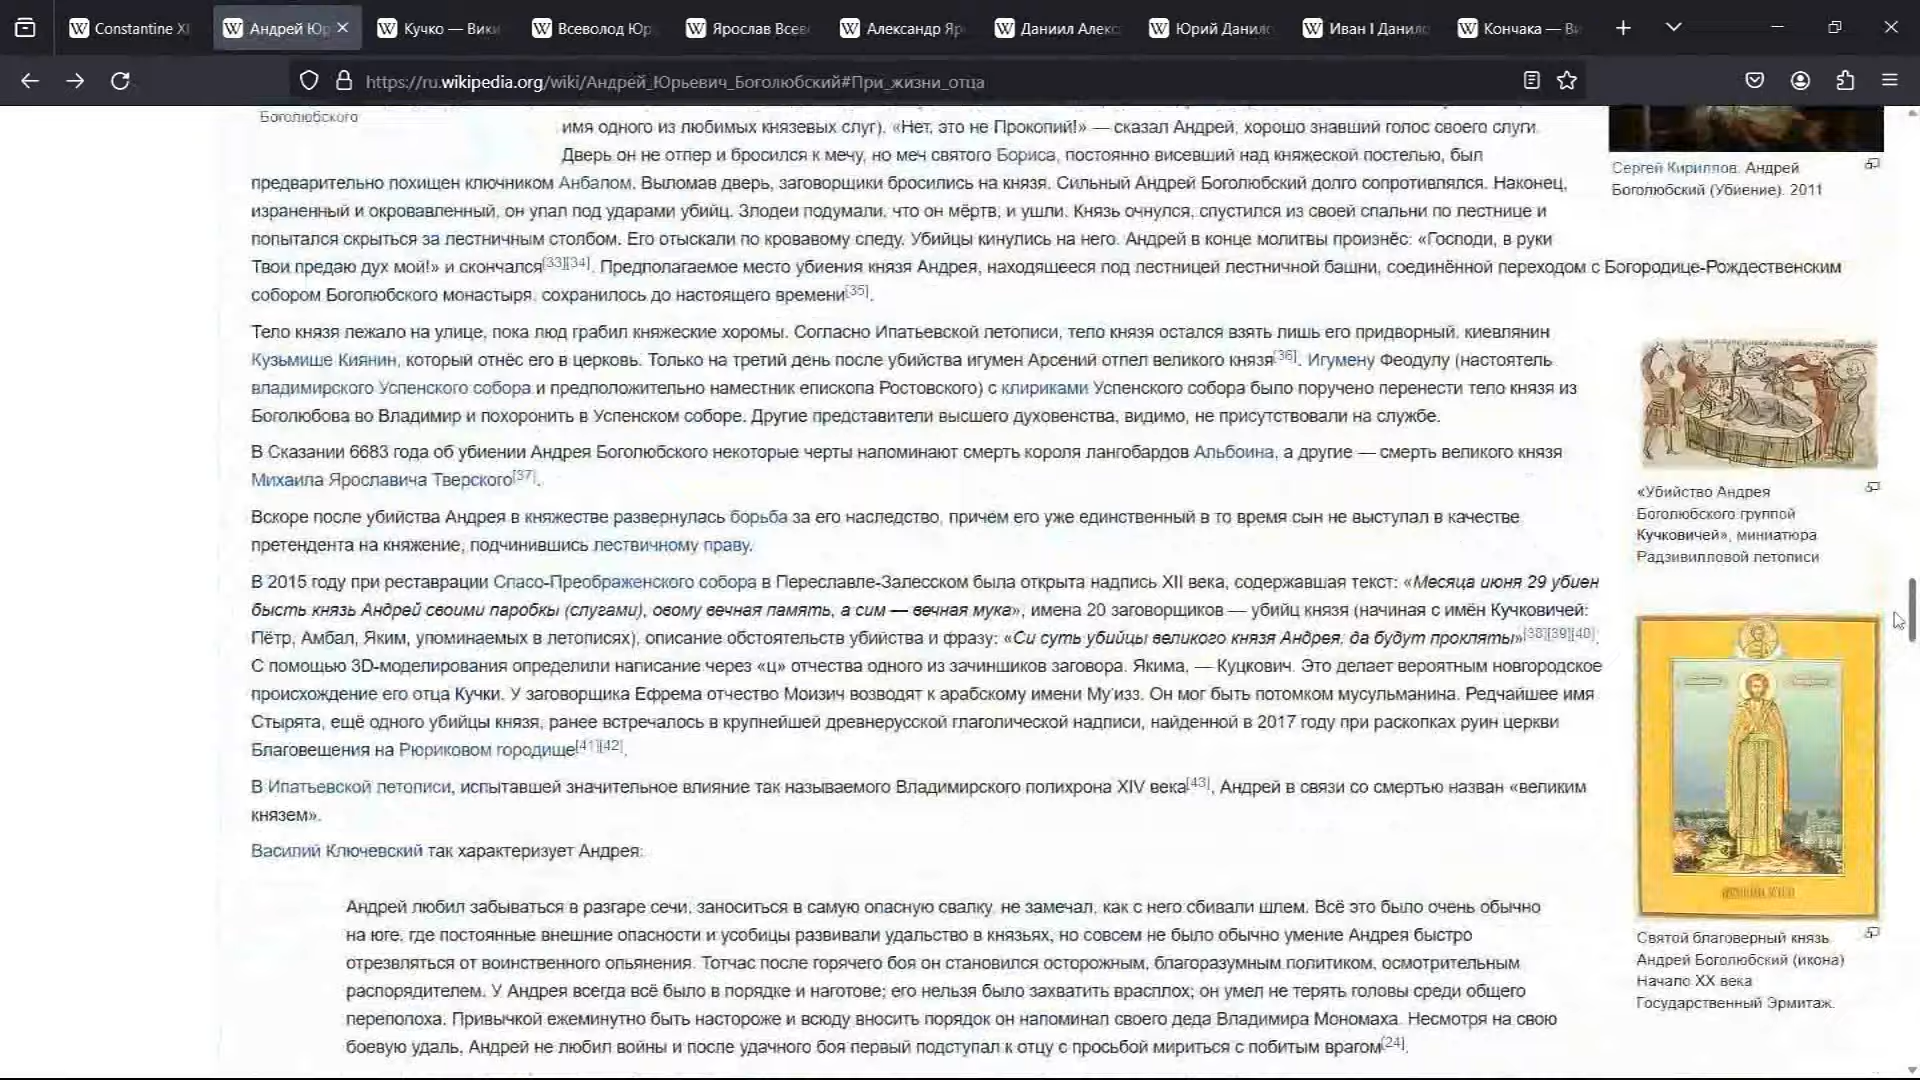 Constantine XI
Андрей Юр
Кучко — Вики
Всеволод Юр
Ярослав Всев
Александр Яр
Даниил Алекс
Юрий Данило
Иван I Данило
Кончака — Ви
https://ru.wikipedia.org/wiki/Андрей_Юрьевич_Боголюбский#При_жизни_отца
Боголюбского
имя одного из любимых князевых слуг). «Нет, это не Прокопий!» — сказал Андрей, хорошо знавший голос своего слуги.
Дверь он не отпер и бросился к мечу, но меч святого Бориса, постоянно висевший над княжеской постелью, был
предварительно похищен ключником Анбалом. Выломав дверь, заговорщики бросились на князя. Сильный Андрей Боголюбский долго сопротивлялся. Наконец,
израненный и окровавленный, он упал под ударами убийц. Злодеи подумали, что он мёртв, и ушли. Князь очнулся, спустился из своей спальни по лестнице и
попытался скрыться за лестничным столбом. Его отыскали по кровавому следу. Убийцы кинулись на него. Андрей в конце молитвы произнёс: «Господи, в руки
Твои предаю дух мой!» и скончался[33][34]. Предполагаемое место убиения князя Андрея, находящееся под лестницей лестничной башни, соединённой переходом с Богородице-Рождественским
собором Боголюбского монастыря, сохранилось до настоящего времени[35].
Тело князя лежало на улице, пока люд грабил княжеские хоромы. Согласно Ипатьевской летописи, тело князя остался взять лишь его придворный, киевлянин
Кузьмище Киянин, который отнёс его в церковь. Только на третий день после убийства игумен Арсений отпел великого князя[36]. Игумену Феодулу (настоятель
владимирского Успенского собора и предположительно наместник епископа Ростовского) с клириками Успенского собора было поручено перенести тело князя из
Боголюбова во Владимир и похоронить в Успенском соборе. Другие представители высшего духовенства, видимо, не присутствовали на службе.
В Сказании 6683 года об убиении Андрея Боголюбского некоторые черты напоминают смерть короля лангобардов Альбоина, а другие — смерть великого князя
Михаила Ярославича Тверского[37].
Вскоре после убийства Андрея в княжестве развернулась борьба за его наследство, причем его уже единственный в то время сын не выступал в качестве
претендента на княжение, подчинившись лествичному праву.
В 2015 году при реставрации Спасо-Преображенского собора в Переславле-Залесском была открыта надпись XII века, содержавшая текст: «Месяца июня 29 убиен
бысть князь Андрей своими паробкы (слугами), овому вечная память, а сим — вечная мука», имена 20 заговорщиков — убийц князя (начиная с имён Кучковичей:
Пётр, Амбал, Яким, упоминаемых в летописях), описание обстоятельств убийства и фразу: «Си суть убийцы великого князя Андрея, да будут прокляты»[38][39][40].
С помощью 3D-моделирования определили написание через «ц» отчества одного из зачинщиков заговора, Якима, — Куцкович. Это делает вероятным новгородское
происхождение его отца Кучки. У заговорщика Ефрема отчество Моизич возводят к арабскому имени Му'изз. Он мог быть потомком мусульманина. Редчайшее имя
Стырята, ещё одного убийцы князя, ранее встречалось в крупнейшей древнерусской глаголической надписи, найденной в 2017 году при раскопках руин церкви
Благовещения на Рюриковом городище[41][42].
В Ипатьевской летописи, испытавшей значительное влияние так называемого Владимирского полихрона XIV века[43], Андрей в связи со смертью назван «великим
князем».
Василий Ключевский так характеризует Андрея:
Андрей любил забываться в разгаре сечи, заноситься в самую опасную свалку, не замечал, как с него сбивали шлем. Всё это было очень обычно
на юге, где постоянные внешние опасности и усобицы развивали удальство в князьях, но совсем не было обычно умение Андрея быстро
отрезвляться от воинственного опьянения. Тотчас после горячего боя он становился осторожным, благоразумным политиком, осмотрительным
распорядителем. У Андрея всегда всё было в порядке и наготове; его нельзя было захватить врасплох; он умел не терять головы среди общего
переполоха. Привычкой ежеминутно быть настороже и всюду вносить порядок он напоминал своего деда Владимира Мономаха. Несмотря на свою
боевую удаль, Андрей не любил войны и после удачного боя первый подступал к отцу с просьбой мириться с побитым врагом[24].
Сергей Кириллов. Андрей
Боголюбский (Убиение). 2011
«Убийство Андрея
Боголюбского группой
Кучковичей», миниатюра
Радзивилловой летописи
Святой благоверный князь
Андрей Боголюбский (икона)
Начало XX века
Государственный Эрмитаж.